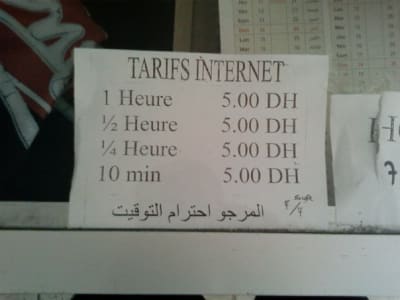 TARIFS INTERNET
1 Heure 5.00 DH
½ Heure 5.00 DH
¼ Heure 5.00 DH
10 min 5.00 DH
المرجو احترام التوقيت